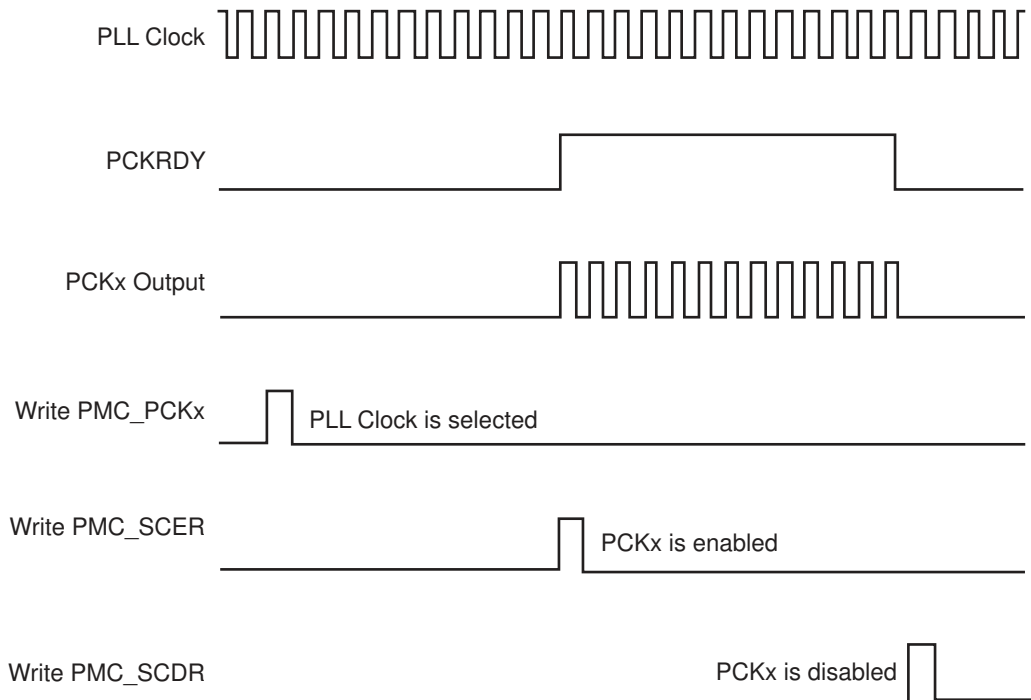 PLL Clock
PCKRDY
PCKx Output
Write PMC_PCKx
PLL Clock is selected
Write PMC_SCER
PCKx is enabled
Write PMC_SCDR
PCKx is disabled